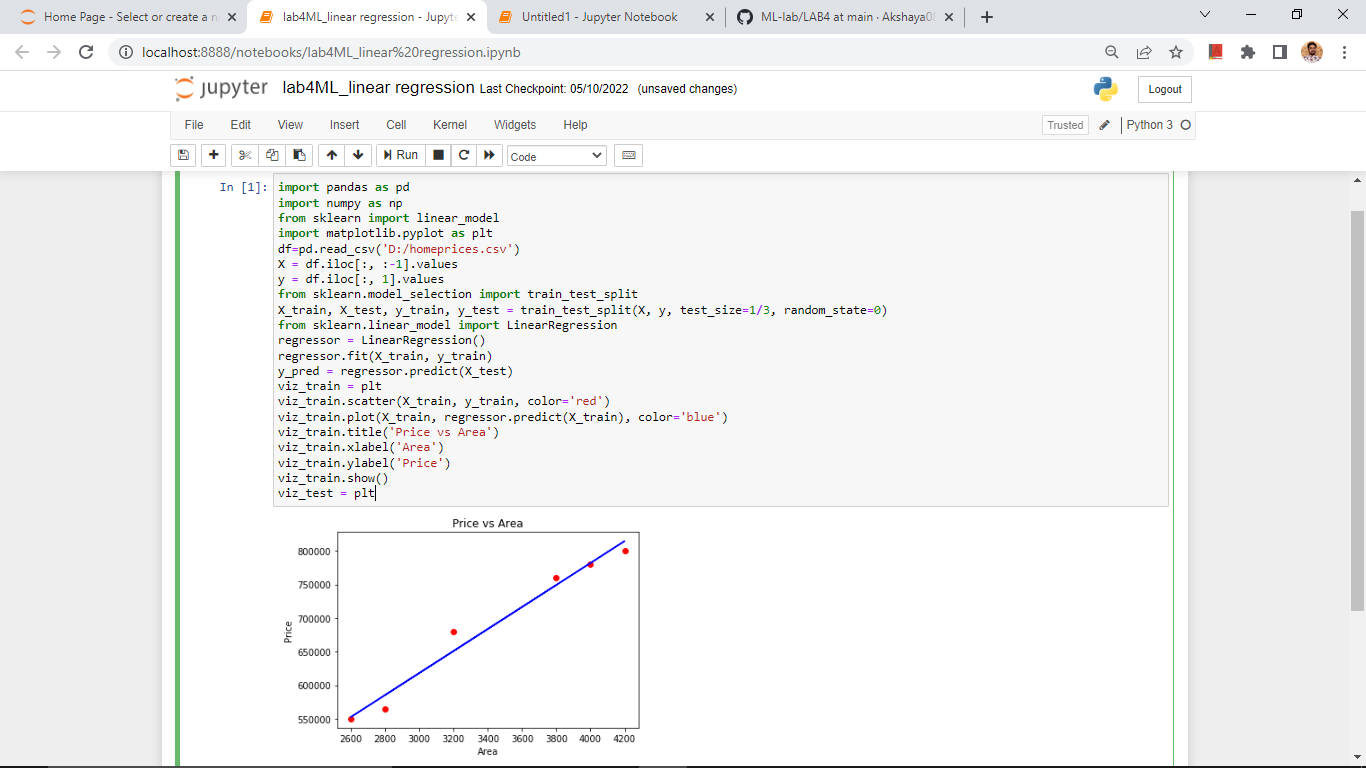 Home Page - Select or create a n
lab4ML_linear regression - Jupyte
Untitled1 - Jupyter Notebook
ML-lab/LAB4 at main · Akshaya0
localhost:8888/notebooks/lab4ML_linear%20regression.ipynb
jupyter lab4ML_linear regression Last Checkpoint: 05/10/2022 (unsaved changes)
Logout
File Edit View Insert Cell Kernel Widgets Help
Trusted
Python 3
Run
Code
In [1]:
import pandas as pd
import numpy as np
from sklearn import linear_model
import matplotlib.pyplot as plt
df=pd.read_csv('D:/homeprices.csv')
X = df.iloc[:, :-1].values
y = df.iloc[:, 1].values
from sklearn.model_selection import train_test_split
X_train, X_test, y_train, y_test = train_test_split(X, y, test_size=1/3, random_state=0)
from sklearn.linear_model import LinearRegression
regressor = LinearRegression()
regressor.fit(X_train, y_train)
y_pred = regressor.predict(X_test)
viz_train = plt
viz_train.scatter(X_train, y_train, color='red')
viz_train.plot(X_train, regressor.predict(X_train), color='blue')
viz_train.title('Price vs Area')
viz_train.xlabel('Area')
viz_train.ylabel('Price')
viz_train.show()
viz_test = plt
Price vs Area
800000
750000
700000
650000
600000
550000
Price
2600 2800 3000 3200 3400 3600 3800 4000 4200
Area